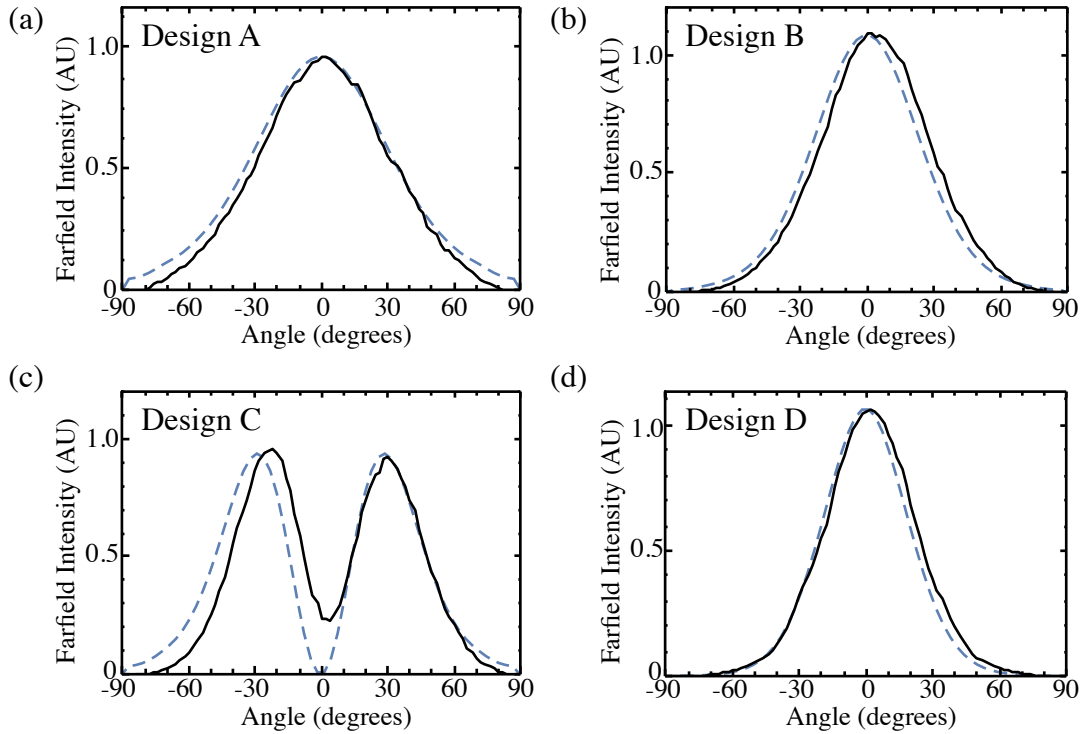 (a)
Design A
Farfield Intensity (AU)
1.0
0.5
0
-90 -60 -30 0 30 60 90
Angle (degrees)
(b)
Design B
Farfield Intensity (AU)
1.0
0.5
0
-90 -60 -30 0 30 60 90
Angle (degrees)
(c)
Design C
Farfield Intensity (AU)
1.0
0.5
0
-90 -60 -30 0 30 60 90
Angle (degrees)
(d)
Design D
Farfield Intensity (AU)
1.0
0.5
0
-90 -60 -30 0 30 60 90
Angle (degrees)